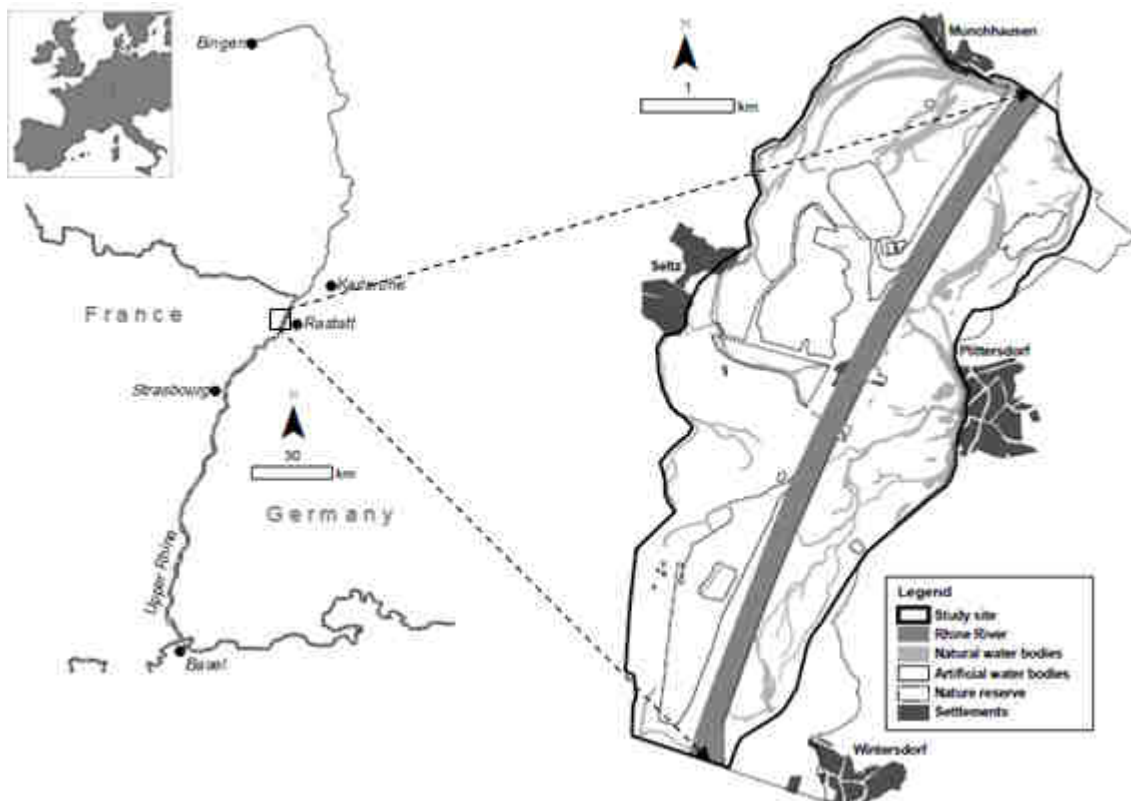 Bingen
Karlsruhe
France
Rastatt
Strasbourg
30
km
Germany
Upper Rhine
Basel
N
1
km
Munchhausen
Seltz
Plittersdorf
Wintersdorf
Legend
Study site
Rhine River
Natural water bodies
Artificial water bodies
Nature reserve
Settlements